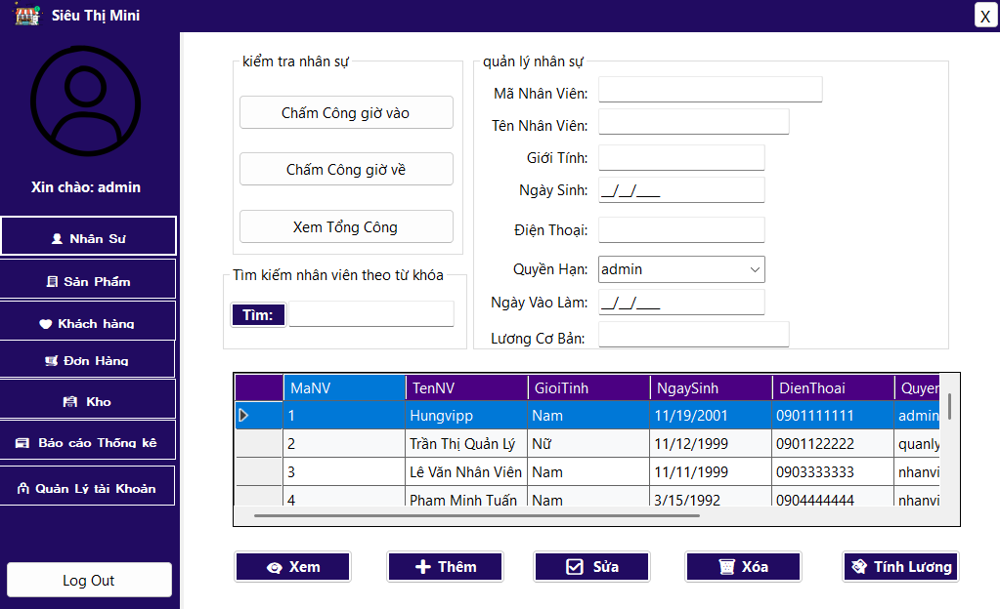 Siêu Thị Mini
X
Xin chào: admin
Nhân Sự
Sản Phẩm
Khách hàng
Đơn Hàng
Kho
Báo cáo Thống kê
Quản Lý tài Khoản
Log Out
kiểm tra nhân sự
Chấm Công giờ vào
Chấm Công giờ về
Xem Tổng Công
Tìm kiếm nhân viên theo từ khóa
Tìm:
quản lý nhân sự
Mã Nhân Viên:
Tên Nhân Viên:
Giới Tính:
Ngày Sinh: __/__/____
Điện Thoại:
Quyền Hạn: admin
Ngày Vào Làm: __/__/____
Lương Cơ Bản:
MaNV TenNV GioiTinh NgaySinh DienThoai Quyen
1 Hungvipp Nam 11/19/2001 0901111111 admin
2 Trần Thị Quản Lý Nữ 11/12/1999 0901122222 quanly
3 Lê Văn Nhân Viên Nam 11/11/1999 0903333333 nhanvi
4 Phạm Minh Tuấn Nam 3/15/1992 0904444444 nhanvi
Xem Thêm Sửa Xóa Tính Lương